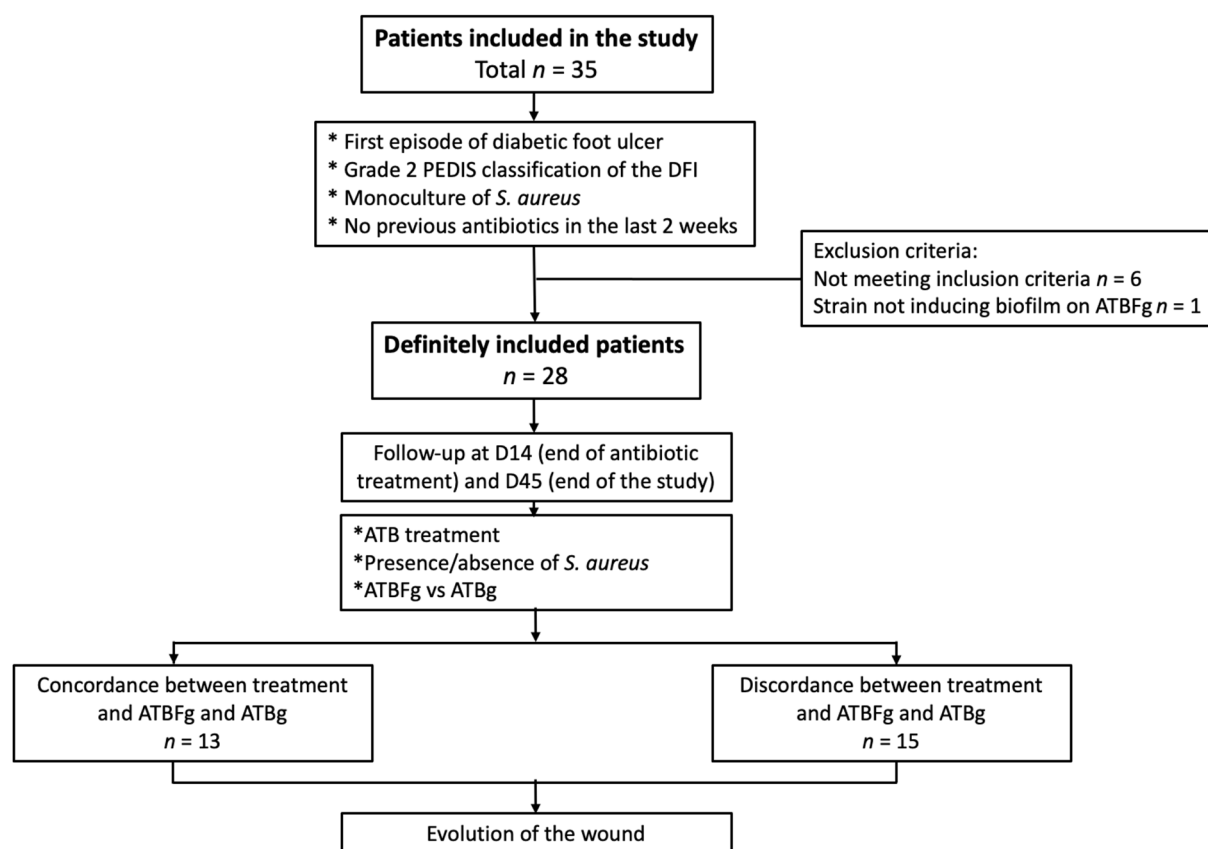 Patients included in the study
Total n = 35
* First episode of diabetic foot ulcer
* Grade 2 PEDIS classification of the DFI
* Monoculture of S. aureus
* No previous antibiotics in the last 2 weeks
Exclusion criteria:
Not meeting inclusion criteria n = 6
Strain not inducing biofilm on ATBFg n = 1
Definitely included patients
n = 28
Follow-up at D14 (end of antibiotic
treatment) and D45 (end of the study)
*ATB treatment
*Presence/absence of S. aureus
*ATBFg vs ATBg
Concordance between treatment
and ATBFg and ATBg
n = 13
Discordance between treatment
and ATBFg and ATBg
n = 15
Evolution of the wound